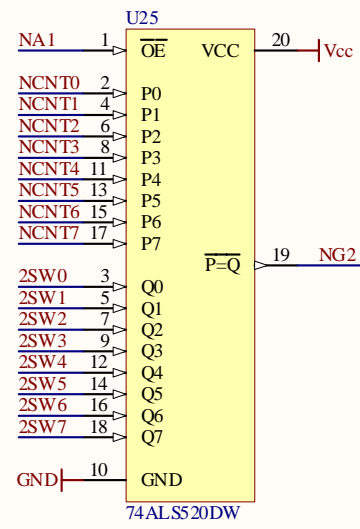 U25
NA1 1 OE VCC 20 Vcc
NCNT0 2 P0
NCNT1 4 P1
NCNT2 6 P2
NCNT3 8 P3
NCNT4 11 P4
NCNT5 13 P5
NCNT6 15 P6
NCNT7 17 P7
P=Q 19 NG2
2SW0 3 Q0
2SW1 5 Q1
2SW2 7 Q2
2SW3 9 Q3
2SW4 12 Q4
2SW5 14 Q5
2SW6 16 Q6
2SW7 18 Q7
GND 10 GND
74ALS520DW